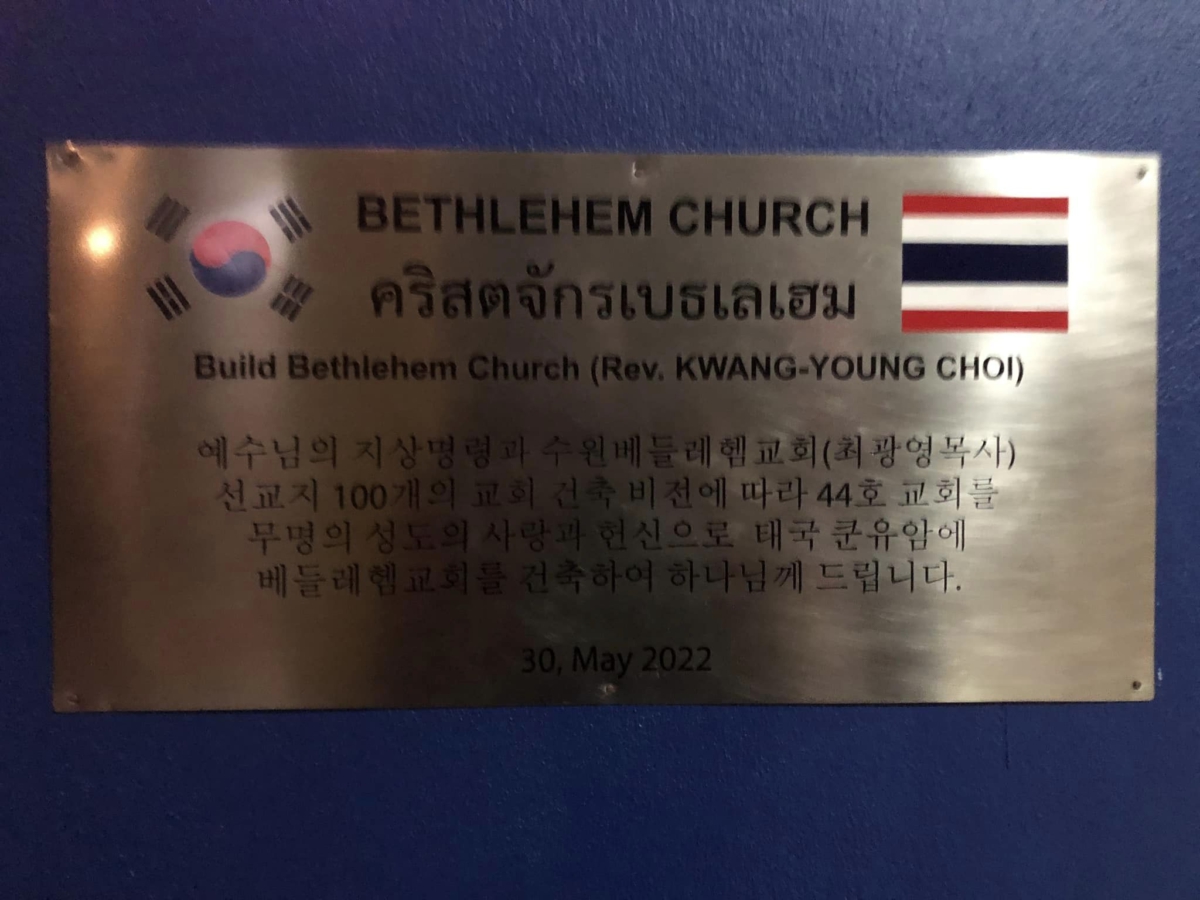 BETHLEHEM CHURCH
คริสตจักรเบธเลเฮม
Build Bethlehem Church (Rev. KWANG-YOUNG CHOI)
예수님의 지상명령과 수원베들레헴교회(최광영목사)
선교지 100개의 교회 건축 비전에 따라 44호 교회를
무명의 성도의 사랑과 헌신으로 태국 쿤유암에
베들레헴교회를 건축하여 하나님께 드립니다.
30, May 2022